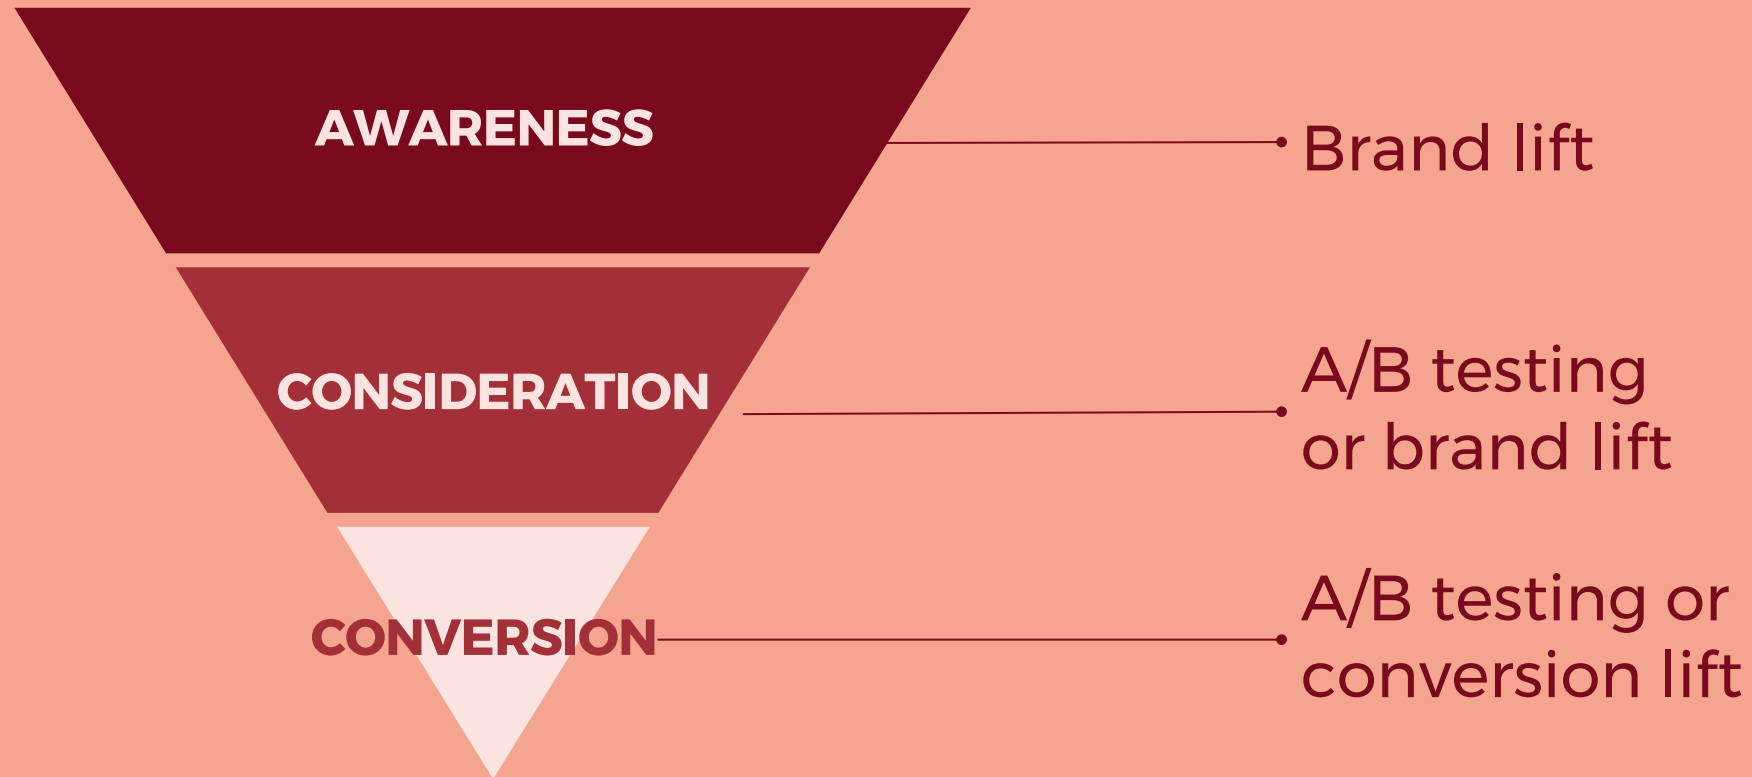 AWARENESS
Brand lift
CONSIDERATION
A/B testing
or brand lift
CONVERSION
A/B testing or
conversion lift